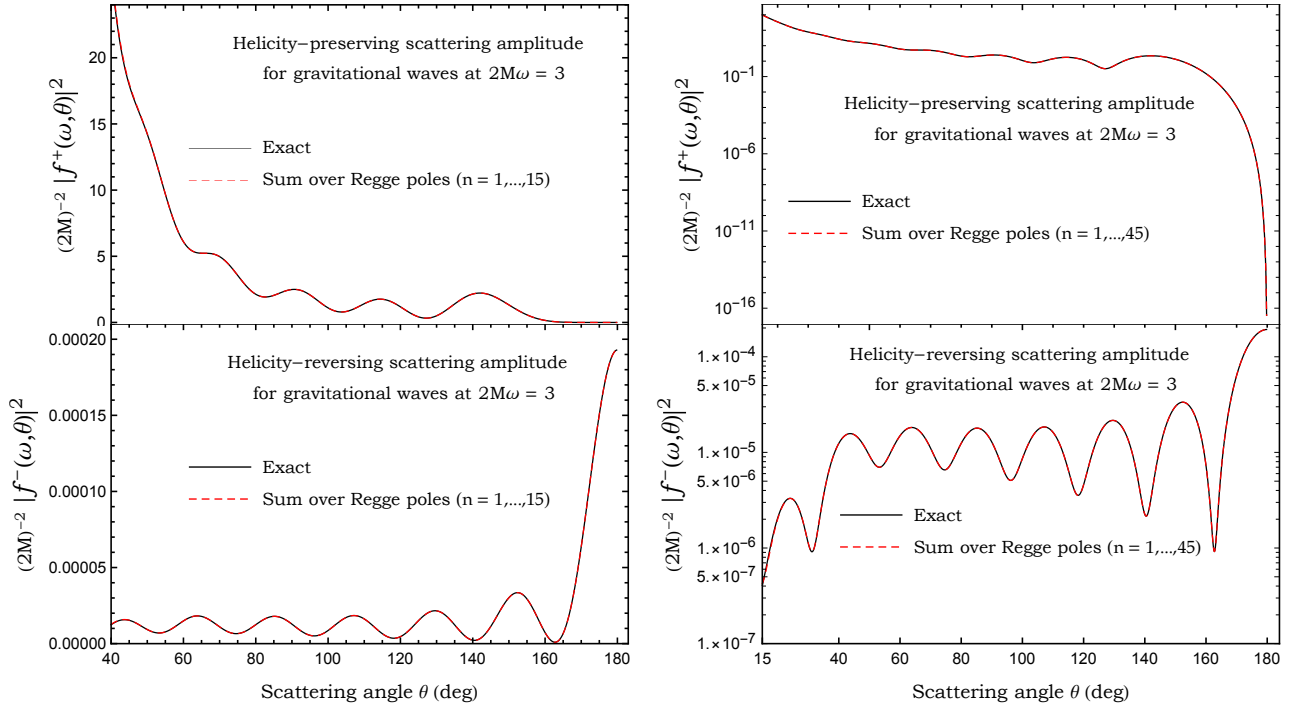 (2M)⁻² |f⁺(ω,θ)|²
20
15
10
5
0
Helicity−preserving scattering amplitude
for gravitational waves at 2Mω = 3
Exact
Sum over Regge poles (n = 1,...,15)
(2M)⁻² |f⁻(ω,θ)|²
0.00020
0.00015
0.00010
0.00005
0.00000
Helicity−reversing scattering amplitude
for gravitational waves at 2Mω = 3
Exact
Sum over Regge poles (n = 1,...,15)
40 60 80 100 120 140 160 180
Scattering angle θ (deg)
(2M)⁻² |f⁺(ω,θ)|²
10⁻¹
10⁻⁶
10⁻¹¹
10⁻¹⁶
Helicity−preserving scattering amplitude
for gravitational waves at 2Mω = 3
Exact
Sum over Regge poles (n = 1,...,45)
(2M)⁻² |f⁻(ω,θ)|²
1.×10⁻⁴
5.×10⁻⁵
1.×10⁻⁵
5.×10⁻⁶
1.×10⁻⁶
5.×10⁻⁷
1.×10⁻⁷
Helicity−reversing scattering amplitude
for gravitational waves at 2Mω = 3
Exact
Sum over Regge poles (n = 1,...,45)
15 40 60 80 100 120 140 160 180
Scattering angle θ (deg)